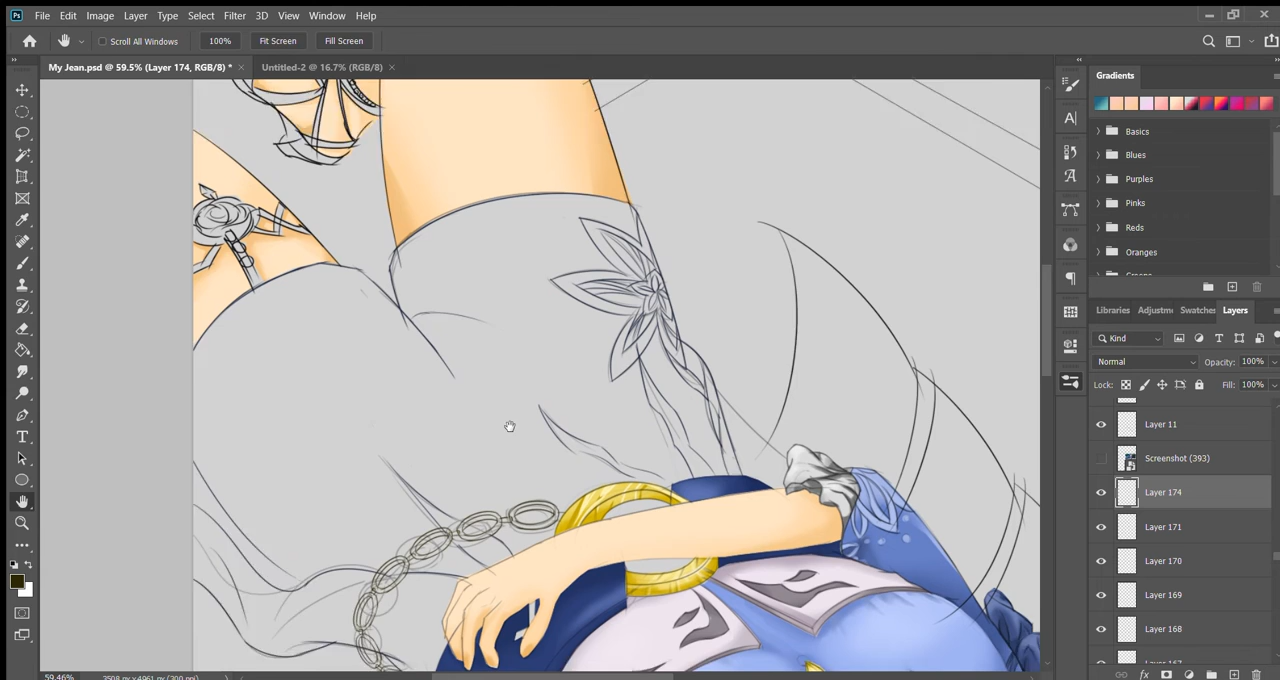 Ps File Edit Image Layer Type Select Filter 3D View Window Help
Scroll All Windows 100% Fit Screen Fill Screen
My Jean.psd @ 59.5% (Layer 174, RGB/8) * Untitled-2 @ 16.7% (RGB/8)
Gradients
Basics
Blues
Purples
Pinks
Reds
Oranges
Libraries Adjustme Swatches Layers
Kind
Normal Opacity: 100%
Lock: Fill: 100%
Layer 11
Screenshot (393)
Layer 174
Layer 171
Layer 170
Layer 169
Layer 168
59.46%